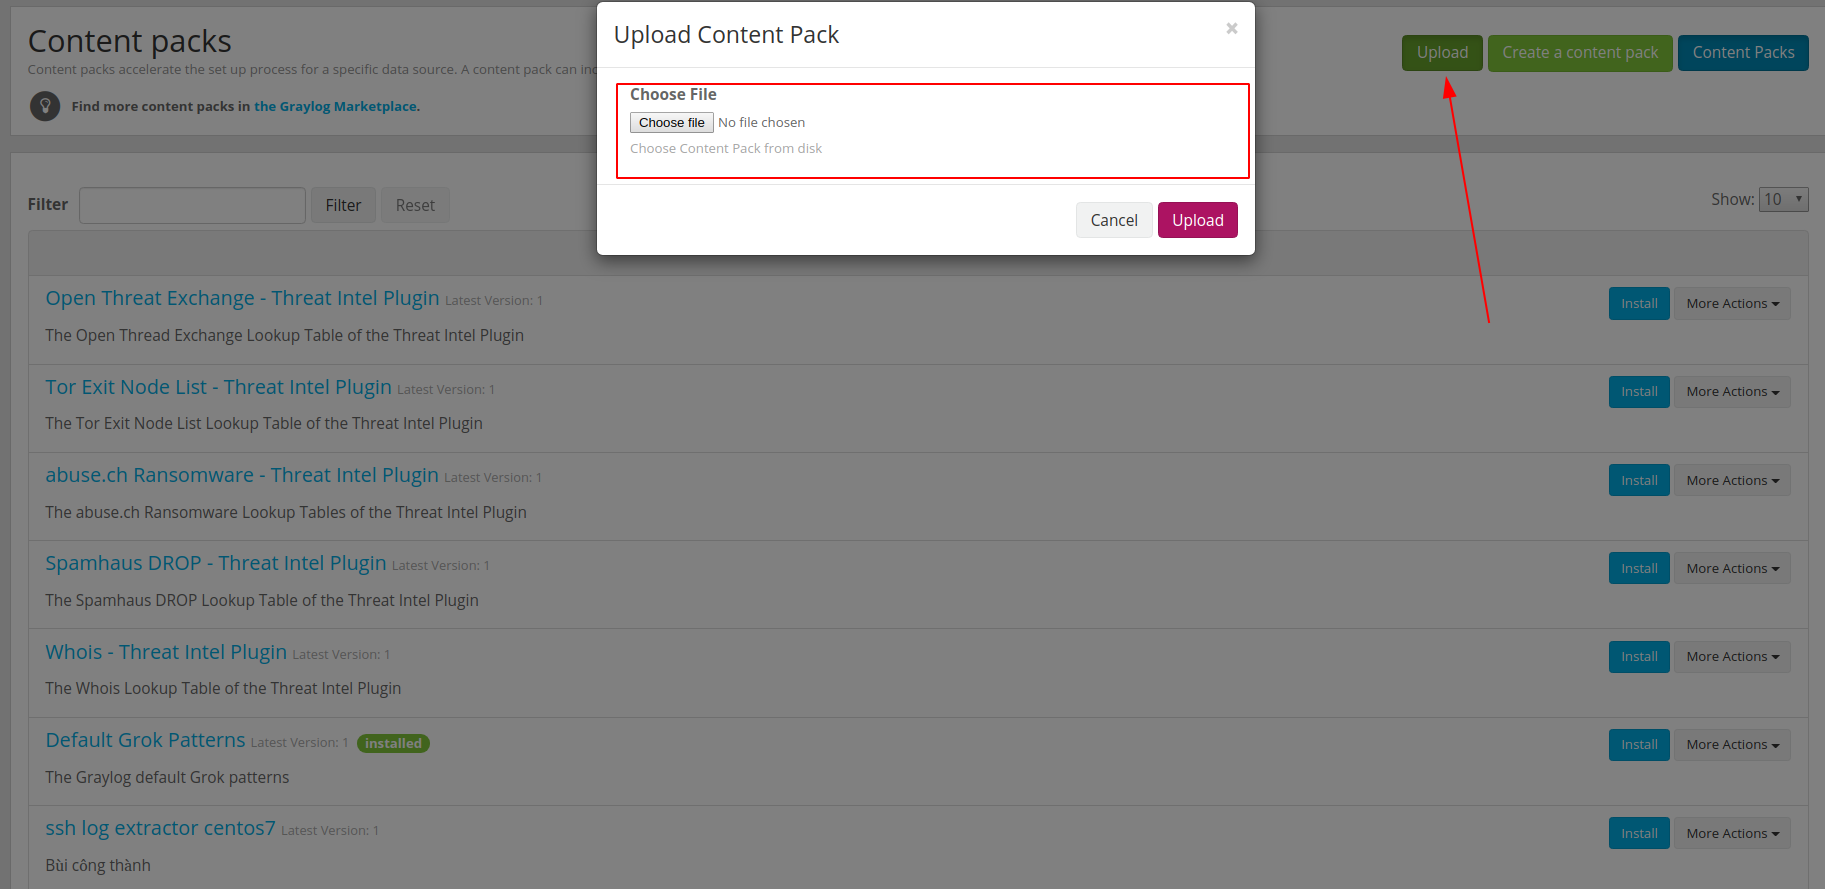 Content packs
Content packs accelerate the set up process for a specific data source. A content pack can inc
Find more content packs in the Graylog Marketplace.
Upload
Create a content pack
Content Packs
Upload Content Pack
×
Choose File
Choose file No file chosen
Choose Content Pack from disk
Cancel
Upload
Filter
Filter
Reset
Show: 10
Open Threat Exchange - Threat Intel Plugin Latest Version: 1
Install
More Actions
The Open Thread Exchange Lookup Table of the Threat Intel Plugin
Tor Exit Node List - Threat Intel Plugin Latest Version: 1
Install
More Actions
The Tor Exit Node List Lookup Table of the Threat Intel Plugin
abuse.ch Ransomware - Threat Intel Plugin Latest Version: 1
Install
More Actions
The abuse.ch Ransomware Lookup Tables of the Threat Intel Plugin
Spamhaus DROP - Threat Intel Plugin Latest Version: 1
Install
More Actions
The Spamhaus DROP Lookup Table of the Threat Intel Plugin
Whois - Threat Intel Plugin Latest Version: 1
Install
More Actions
The Whois Lookup Table of the Threat Intel Plugin
Default Grok Patterns Latest Version: 1 installed
Install
More Actions
The Graylog default Grok patterns
ssh log extractor centos7 Latest Version: 1
Install
More Actions
Bùi công thành